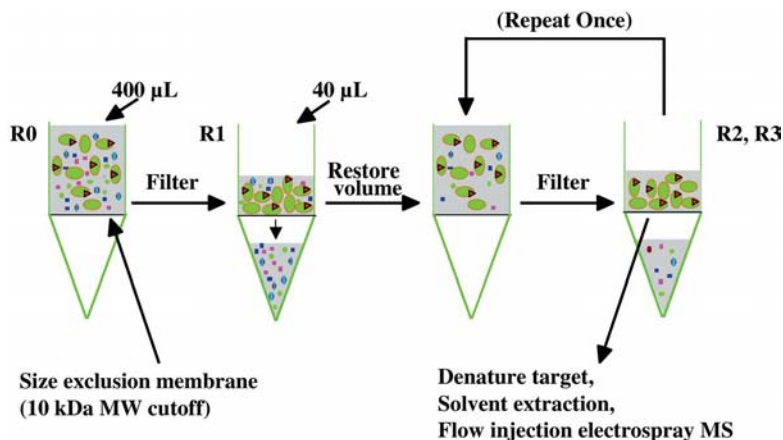 (Repeat Once)
400 µL
40 µL
R0
R1
R2, R3
Filter
Restore
volume
Filter
Size exclusion membrane
(10 kDa MW cutoff)
Denature target,
Solvent extraction,
Flow injection electrospray MS